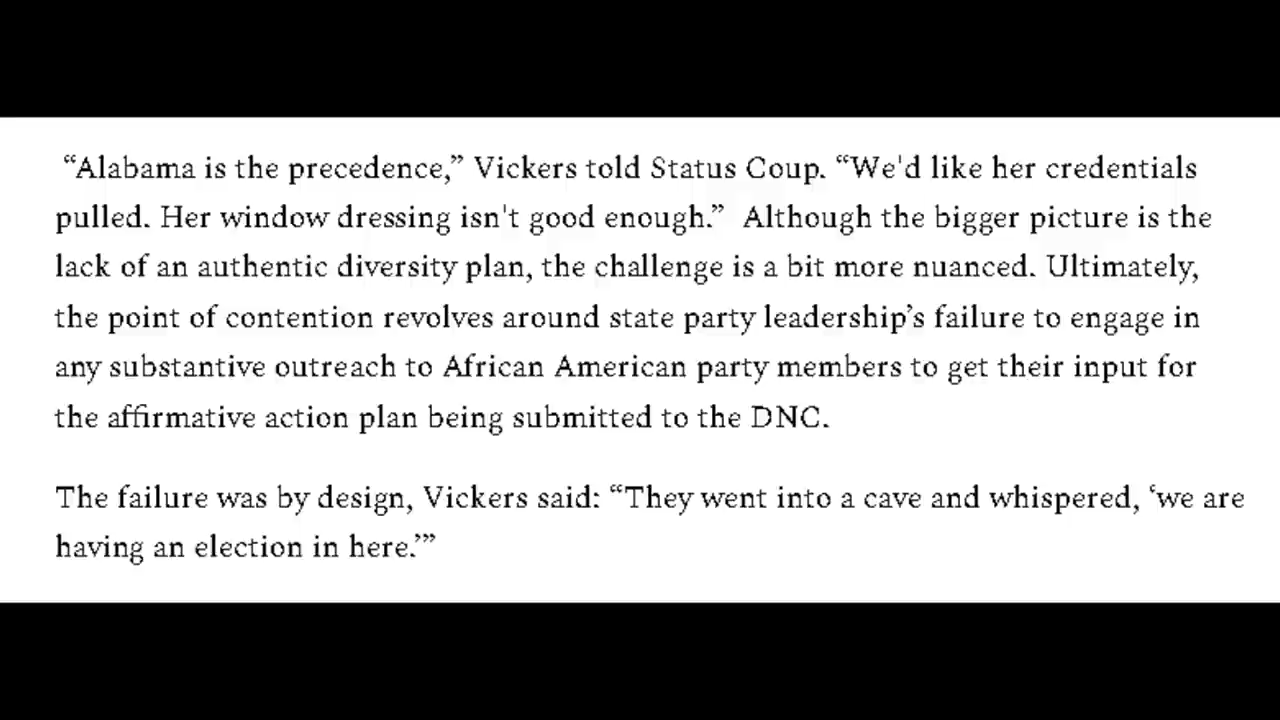 “Alabama is the precedence,” Vickers told Status Coup. “We'd like her credentials
pulled. Her window dressing isn't good enough.” Although the bigger picture is the
lack of an authentic diversity plan, the challenge is a bit more nuanced. Ultimately,
the point of contention revolves around state party leadership’s failure to engage in
any substantive outreach to African American party members to get their input for
the affirmative action plan being submitted to the DNC.
The failure was by design, Vickers said: “They went into a cave and whispered, ‘we are
having an election in here.’”